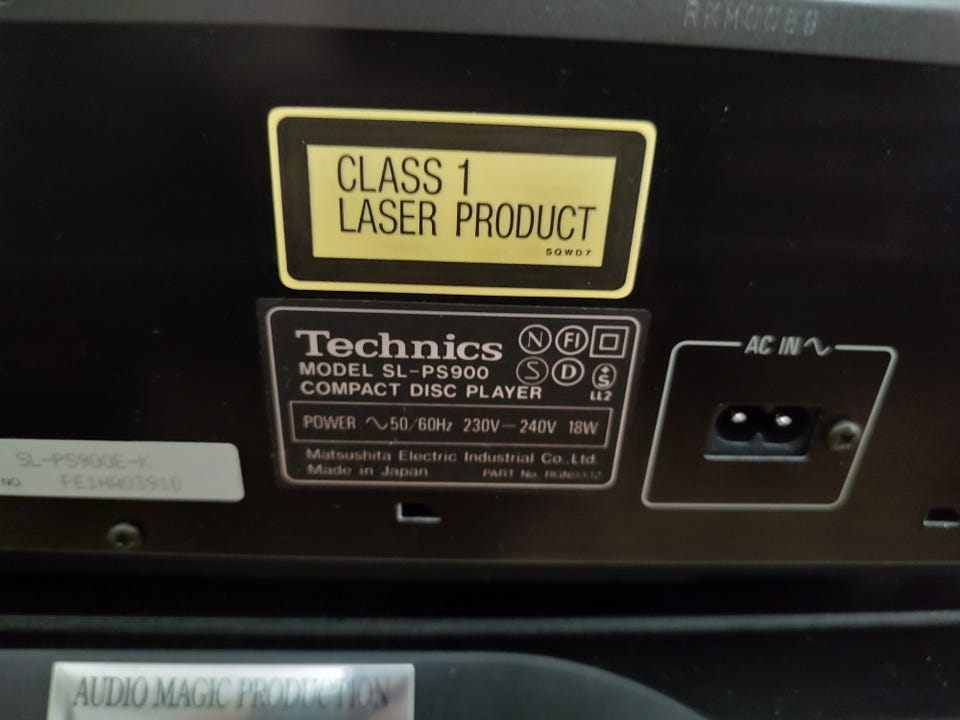 RKM0088
CLASS 1
LASER PRODUCT
SQWD7
Technics
N FI
MODEL SL-PS900
S D S
COMPACT DISC PLAYER
LL2
POWER ∿50/60Hz 230V-240V 18W
Matsushita Electric Industrial Co.,Ltd.
Made in Japan PART No.
AC IN ∿
SL-PS900E-K
NO. FE1HA03910
AUDIO MAGIC PRODUCTION